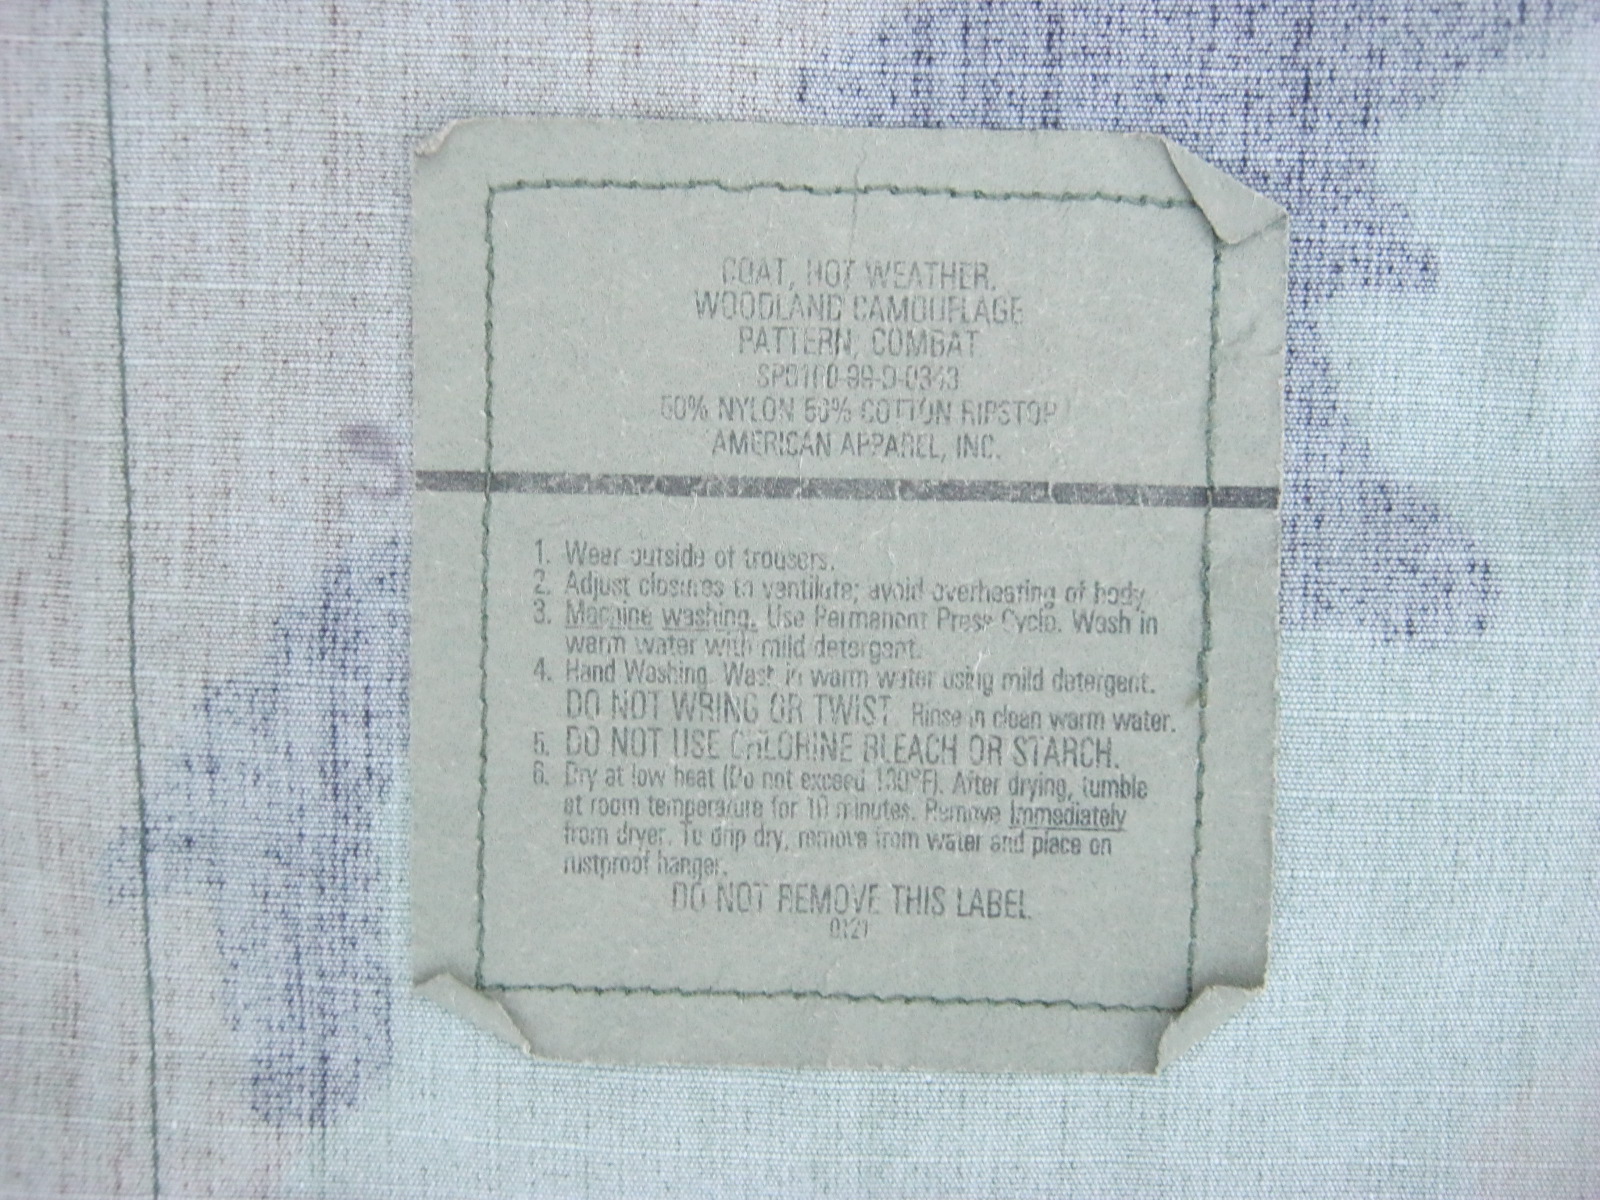 COAT, HOT WEATHER,
WOODLAND CAMOUFLAGE
PATTERN, COMBAT
SP0100-99-D-0343
50% NYLON 50% COTTON RIPSTOP
AMERICAN APPAREL, INC.
1. Wear outside of trousers.
2. Adjust closures to ventilate; avoid overheating of body.
3. Machine washing. Use Permanent Press Cycle. Wash in
warm water with mild detergent.
4. Hand Washing. Wash in warm water using mild detergent.
DO NOT WRING OR TWIST. Rinse in clean warm water.
5. DO NOT USE CHLORINE BLEACH OR STARCH.
6. Dry at low heat (Do not exceed 130°F). After drying, tumble
at room temperature for 10 minutes. Remove immediately
from dryer. To drip dry, remove from water and place on
rustproof hanger.
DO NOT REMOVE THIS LABEL
0121